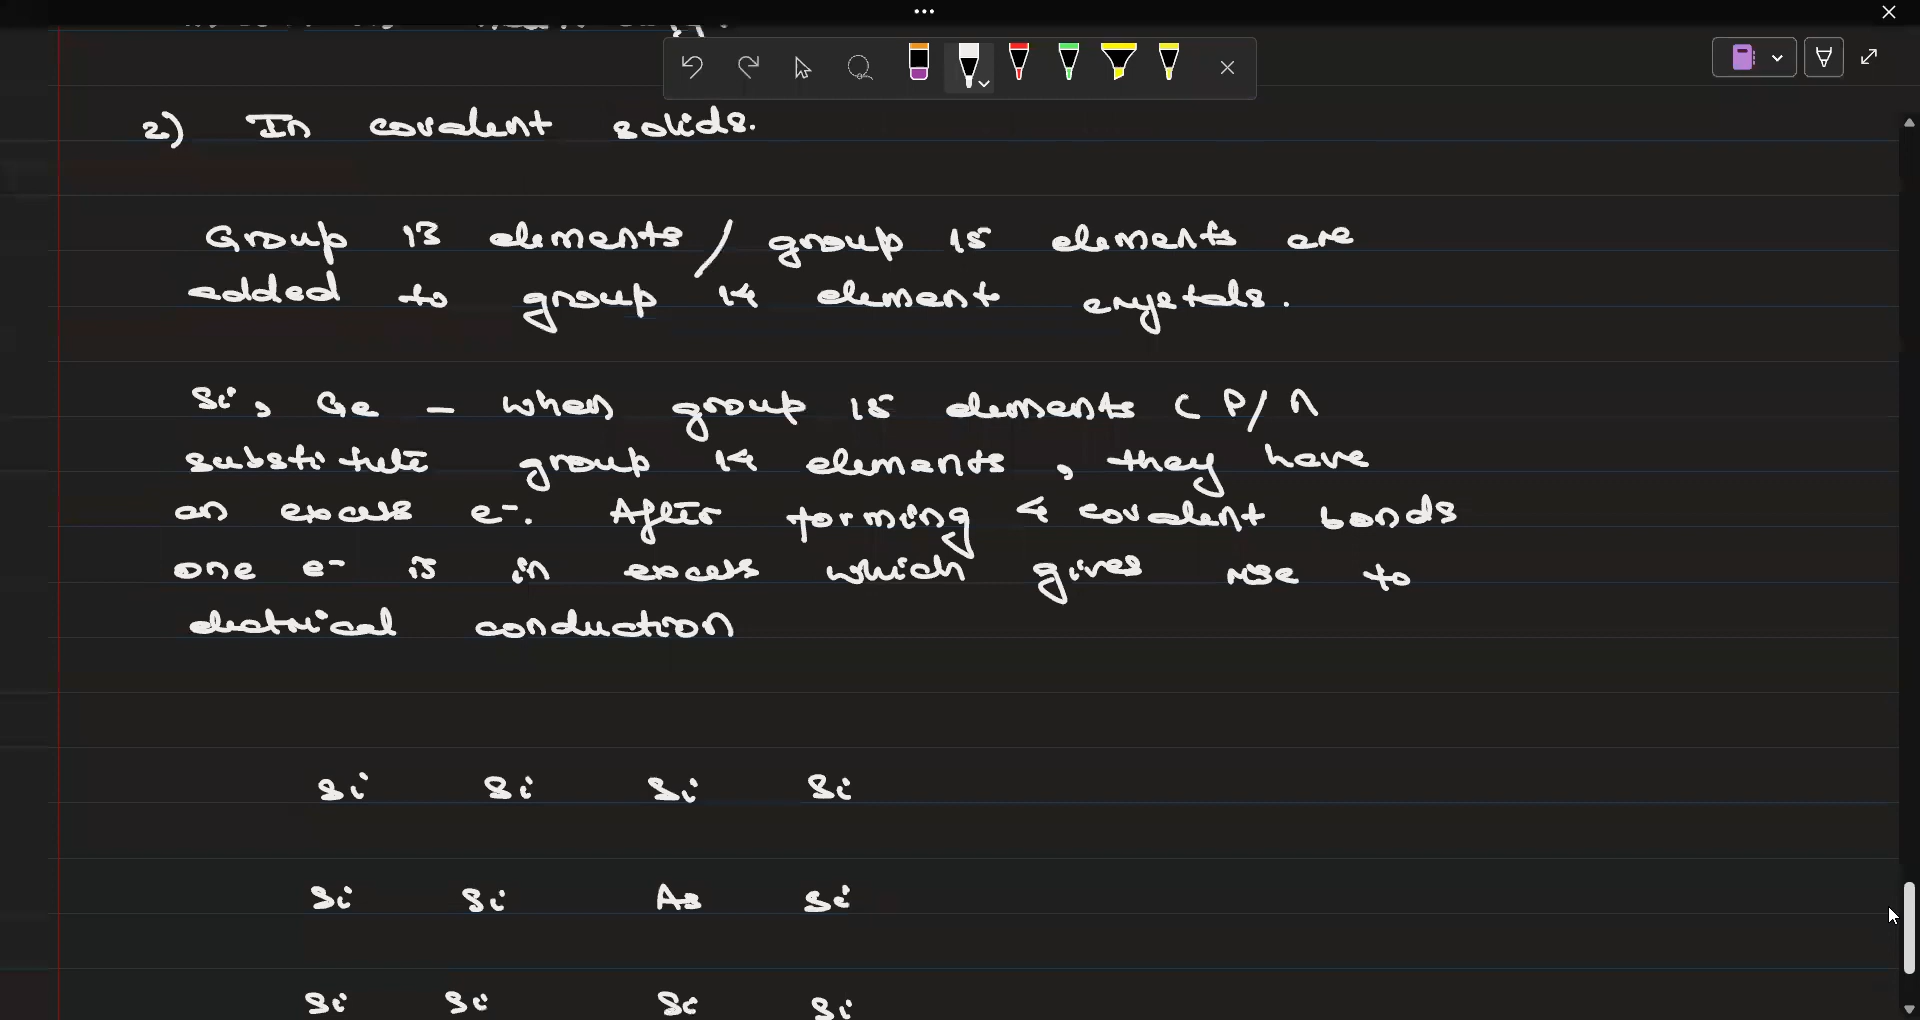 2) In covalent solids.
Group 13 elements / group 15 elements are
added to group 14 element crystals.
Si, Ge - when group 15 elements ( P/
substitute group 14 elements, they have
an excess e-. After forming 4 covalent bonds
one e- is in excess which gives rise to
electrical conduction
Si Si Si Si
Si Si As Si
Si Si Si Si